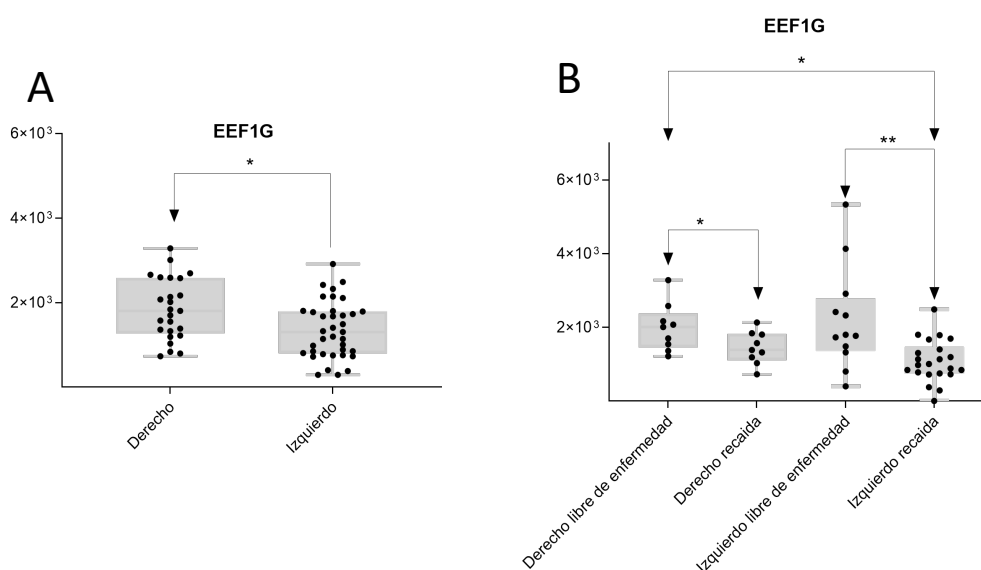 A
EEF1G
6×10³
4×10³
2×10³
*
Derecho
Izquierdo
B
EEF1G
*
**
*
6×10³
4×10³
2×10³
Derecho libre de enfermedad
Derecho recaida
Izquierdo libre de enfermedad
Izquierdo recaida